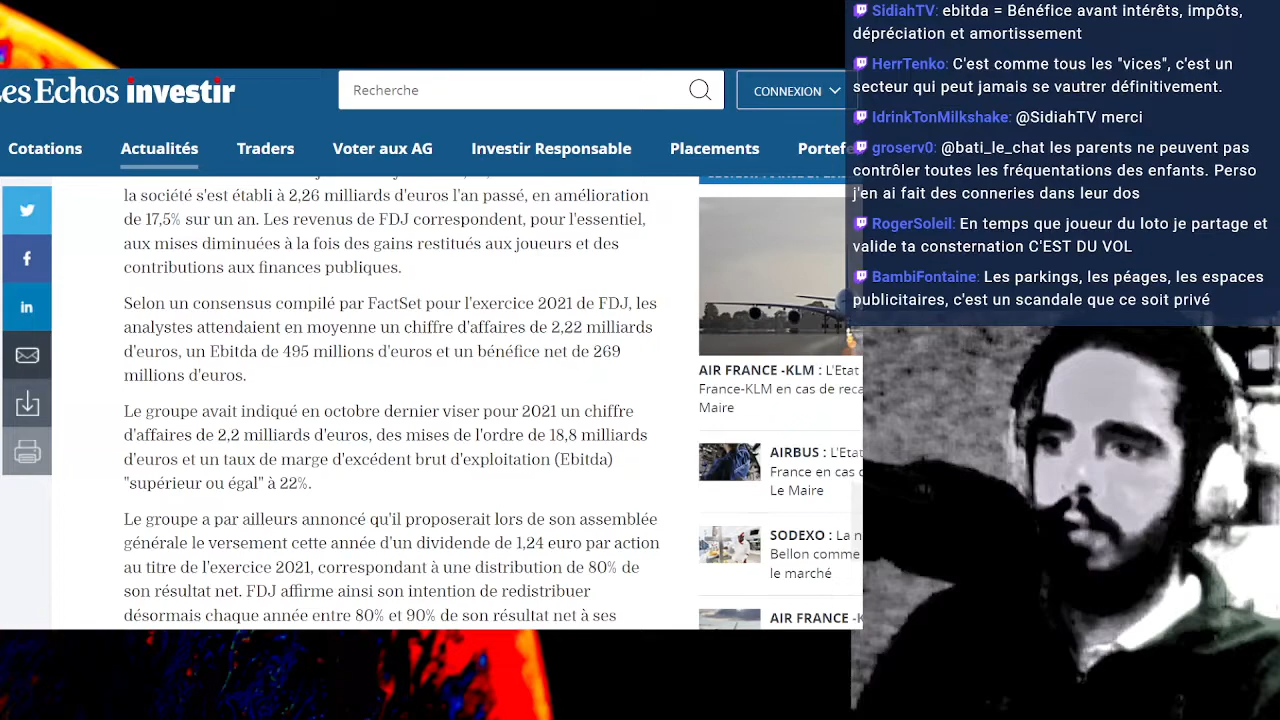 Les Echos investir
Recherche
CONNEXION
Cotations
Actualités
Traders
Voter aux AG
Investir Responsable
Placements
Portefe
la société s'est établi à 2,26 milliards d'euros l'an passé, en amélioration
de 17,5% sur un an. Les revenus de FDJ correspondent, pour l'essentiel,
aux mises diminuées à la fois des gains restitués aux joueurs et des
contributions aux finances publiques.
Selon un consensus compilé par FactSet pour l'exercice 2021 de FDJ, les
analystes attendaient en moyenne un chiffre d'affaires de 2,22 milliards
d'euros, un Ebitda de 495 millions d'euros et un bénéfice net de 269
millions d'euros.
Le groupe avait indiqué en octobre dernier viser pour 2021 un chiffre
d'affaires de 2,2 milliards d'euros, des mises de l'ordre de 18,8 milliards
d'euros et un taux de marge d'excédent brut d'exploitation (Ebitda)
"supérieur ou égal" à 22%.
Le groupe a par ailleurs annoncé qu'il proposerait lors de son assemblée
générale le versement cette année d'un dividende de 1,24 euro par action
au titre de l'exercice 2021, correspondant à une distribution de 80% de
son résultat net. FDJ affirme ainsi son intention de redistribuer
désormais chaque année entre 80% et 90% de son résultat net à ses
AIR FRANCE -KLM : L'Etat
France-KLM en cas de reca
Maire
AIRBUS : L'Eta
France en cas d
Le Maire
SODEXO : La n
Bellon comme
le marché
AIR FRANCE -K
SidiahTV: ebitda = Bénéfice avant intérêts, impôts,
dépréciation et amortissement
HerrTenko: C'est comme tous les "vices", c'est un
secteur qui peut jamais se vautrer définitivement.
IdrinkTonMilkshake: @SidiahTV merci
groserv0: @bati_le_chat les parents ne peuvent pas
contrôler toutes les fréquentations des enfants. Perso
j'en ai fait des conneries dans leur dos
RogerSoleil: En temps que joueur du loto je partage et
valide ta consternation C'EST DU VOL
BambiFontaine: Les parkings, les péages, les espaces
publicitaires, c'est un scandale que ce soit privé